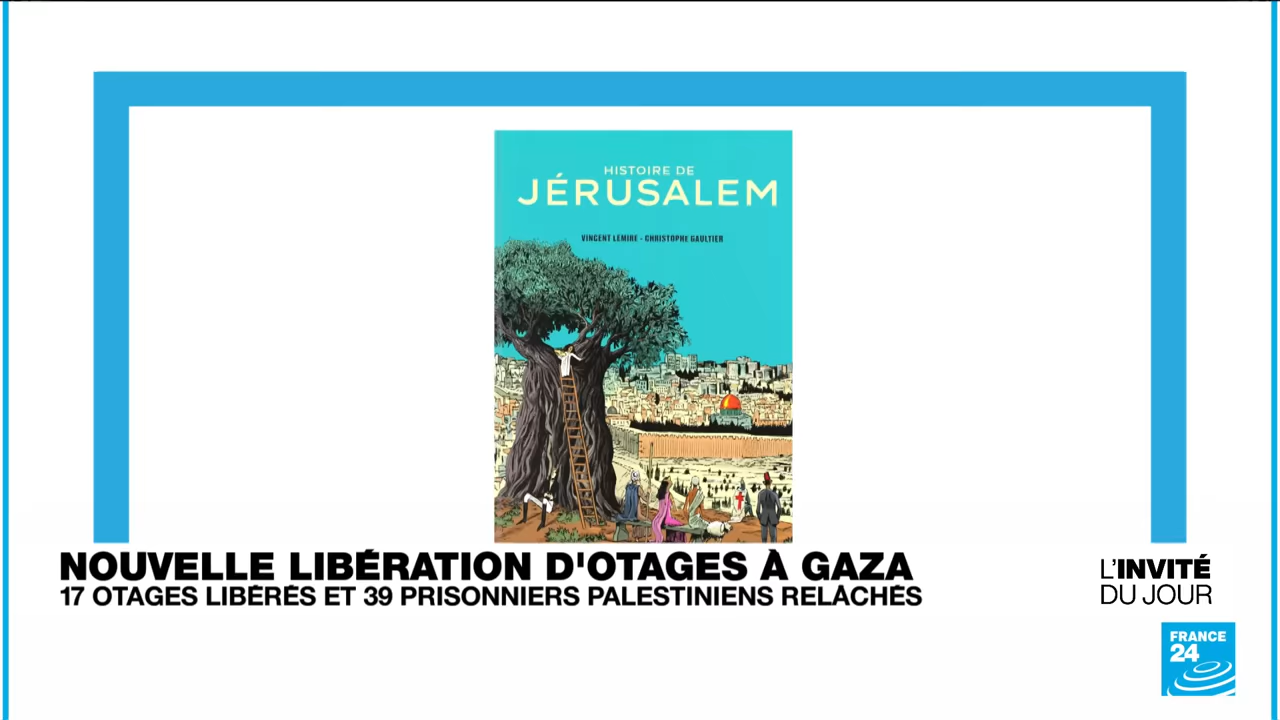 HISTOIRE DE
JÉRUSALEM
VINCENT LEMIRE - CHRISTOPHE GAULTIER
NOUVELLE LIBÉRATION D'OTAGES À GAZA
17 OTAGES LIBÉRÉS ET 39 PRISONNIERS PALESTINIENS RELÂCHÉS
L'INVITÉ
DU JOUR
FRANCE
24